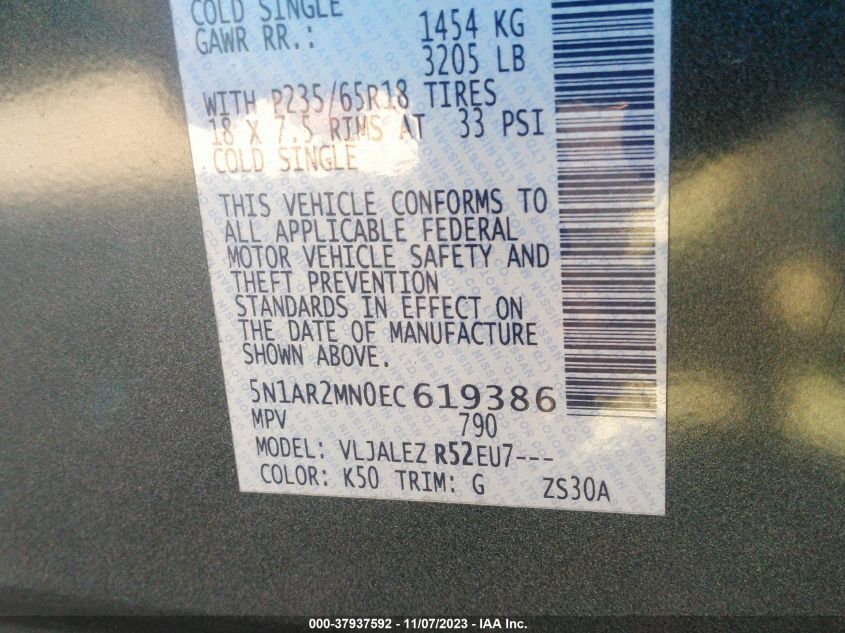 COLD SINGLE
GAWR RR.: 1454 KG
3205 LB
WITH P235/65R18 TIRES
18 X 7.5 RIMS AT 33 PSI
COLD SINGLE
THIS VEHICLE CONFORMS TO
ALL APPLICABLE FEDERAL
MOTOR VEHICLE SAFETY AND
THEFT PREVENTION
STANDARDS IN EFFECT ON
THE DATE OF MANUFACTURE
SHOWN ABOVE.
5N1AR2MN0EC619386
MPV 790
MODEL: VLJALEZR52EU7---
COLOR: K50 TRIM: G ZS30A
000-37937592 - 11/07/2023 - IAA Inc.